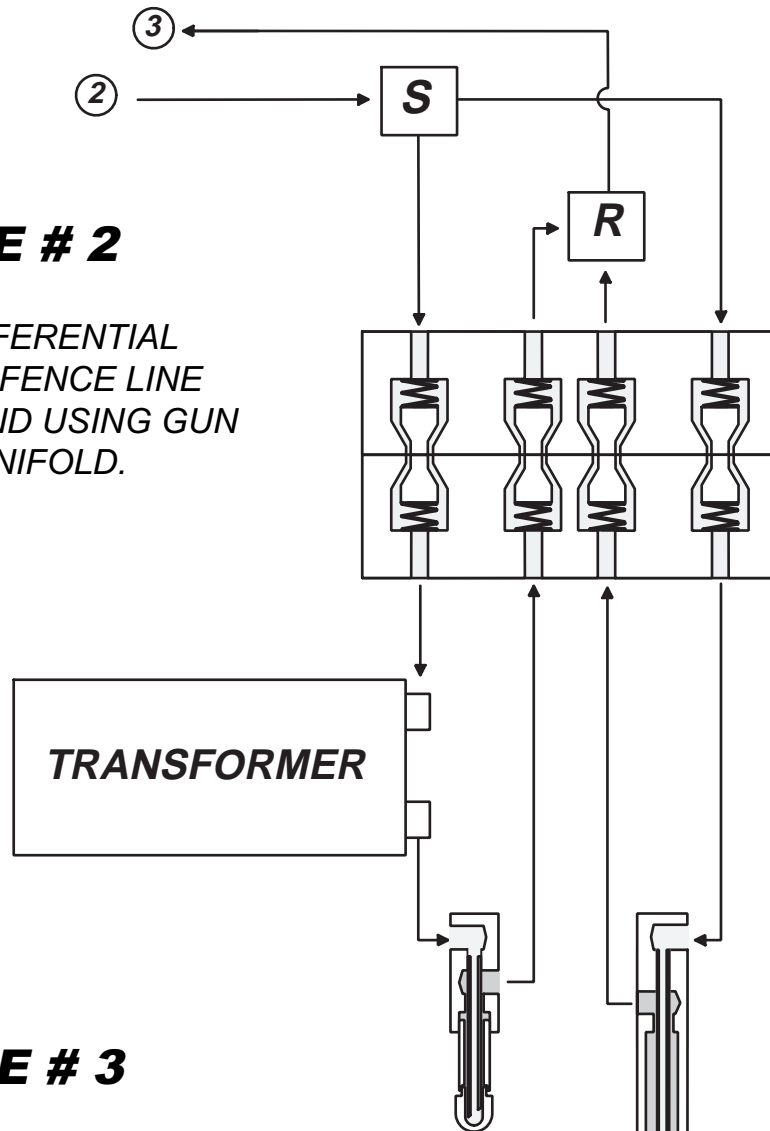 3
2
S
R
E # 2
FERENTIAL
FENCE LINE
ID USING GUN
NIFOLD.
TRANSFORMER
E # 3